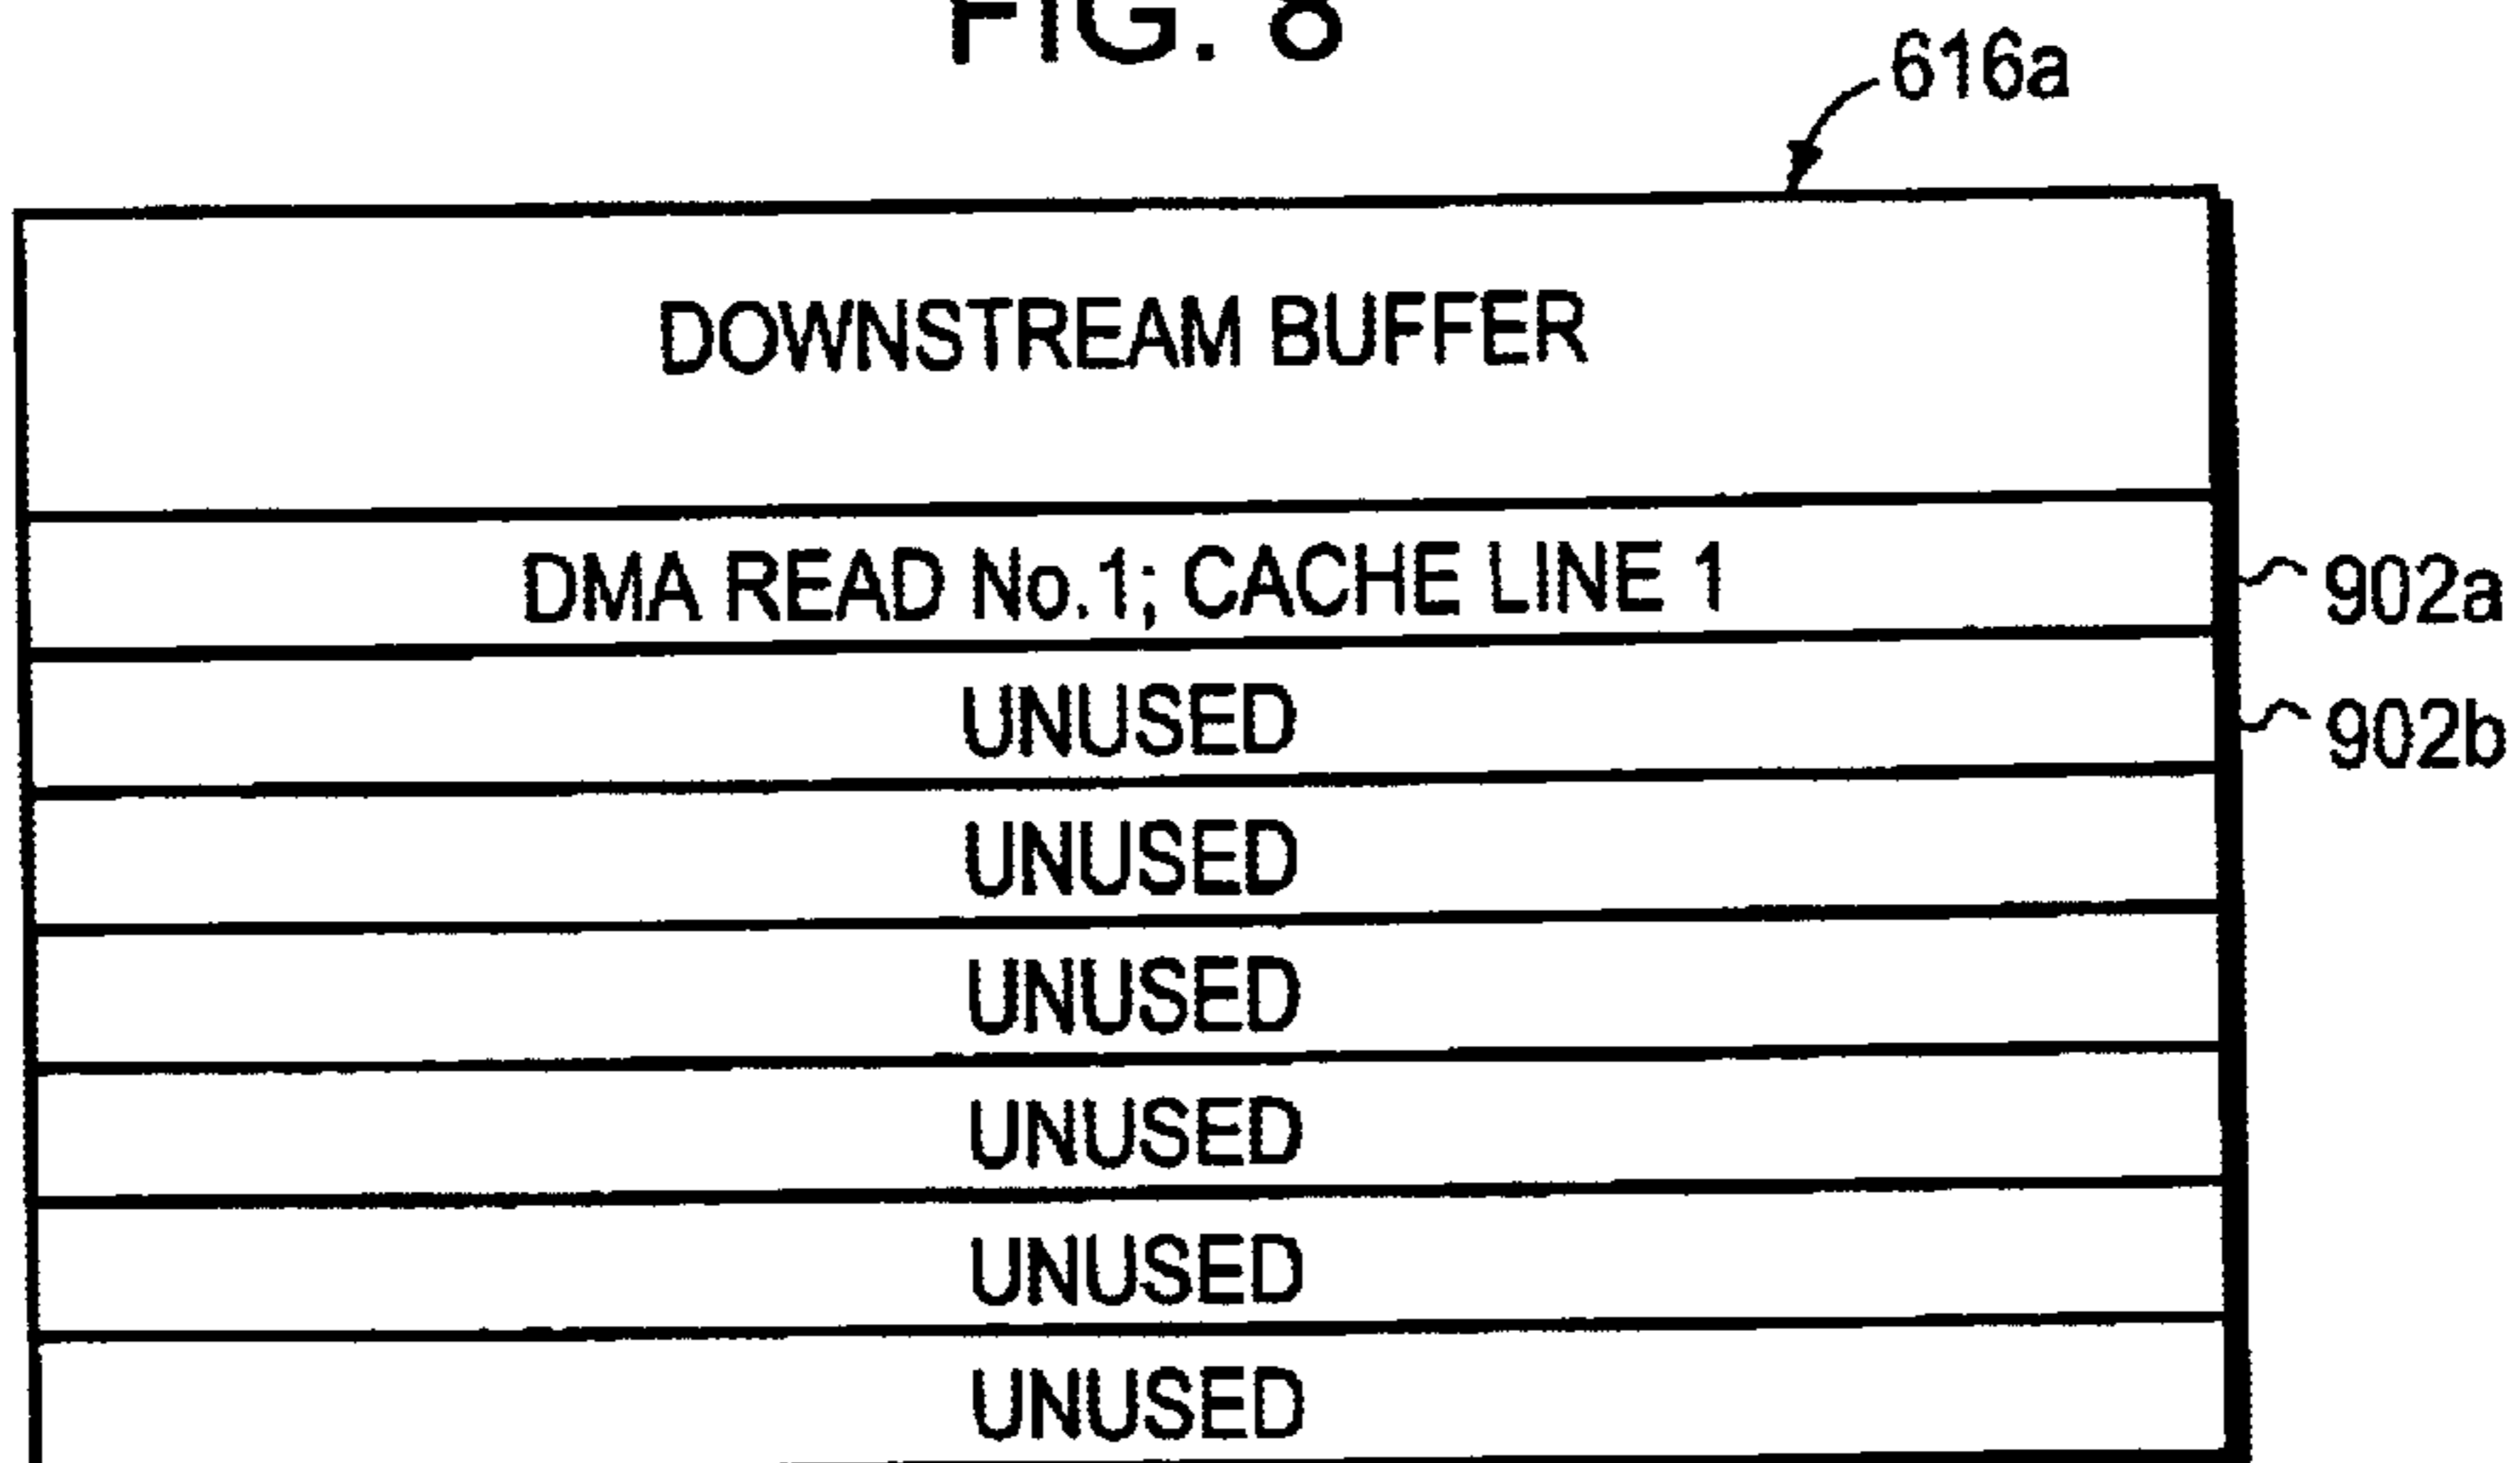 FIG. 8
616a
DOWNSTREAM BUFFER
DMA READ No.1; CACHE LINE 1
902a
UNUSED
902b
UNUSED
UNUSED
UNUSED
UNUSED
UNUSED